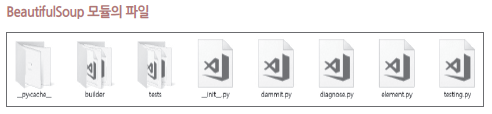 BeautifulSoup 모듈의 파일
__pycache__ builder tests __init__.py dammit.py diagnose.py element.py testing.py